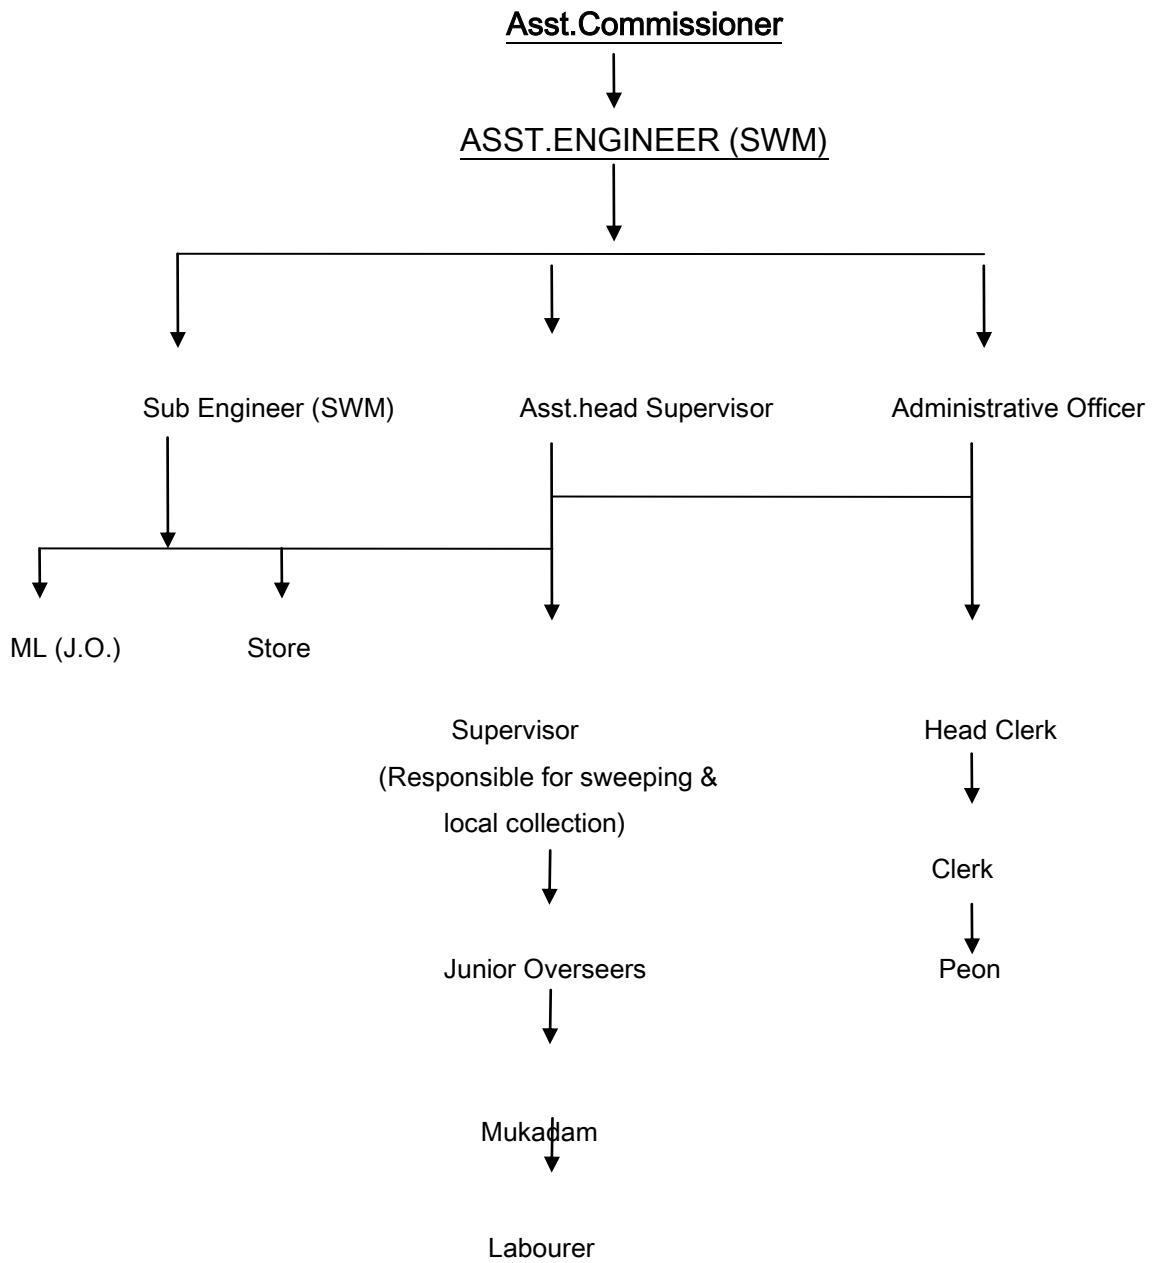 Asst.Commissioner
ASST.ENGINEER (SWM)
Sub Engineer (SWM)
Asst.head Supervisor
Administrative Officer
ML (J.O.)
Store
Supervisor
(Responsible for sweeping &
local collection)
Head Clerk
Clerk
Junior Overseers
Peon
Mukadam
Labourer